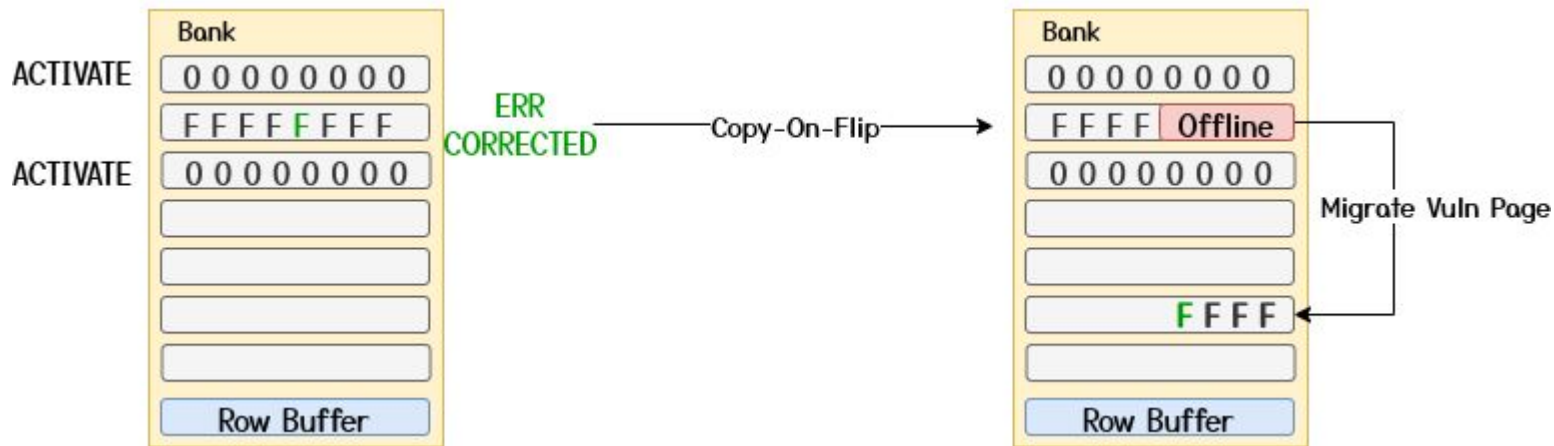 Bank
ACTIVATE
0 0 0 0 0 0 0 0
F F F F F F F F
ERR
CORRECTED
ACTIVATE
0 0 0 0 0 0 0 0
Row Buffer
Copy-On-Flip
Bank
0 0 0 0 0 0 0 0
F F F F Offline
0 0 0 0 0 0 0 0
Migrate Vuln Page
F F F F
Row Buffer